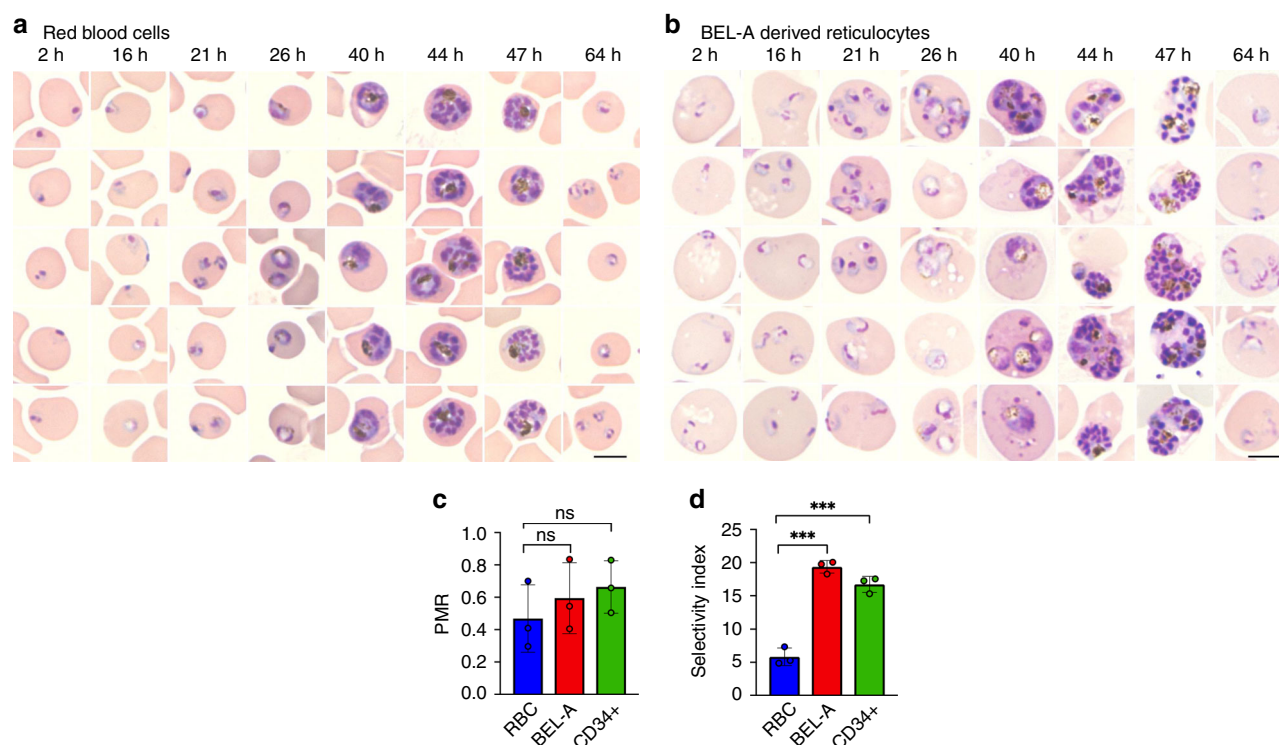 a Red blood cells
2 h 16 h 21 h 26 h 40 h 44 h 47 h 64 h
b BEL-A derived reticulocytes
2 h 16 h 21 h 26 h 40 h 44 h 47 h 64 h
c
ns
ns
1.0
0.8
0.6
0.4
0.2
0.0
PMR
RBC
BEL-A
CD34+
d
***
***
25
20
15
10
5
0
Selectivity index
RBC
BEL-A
CD34+